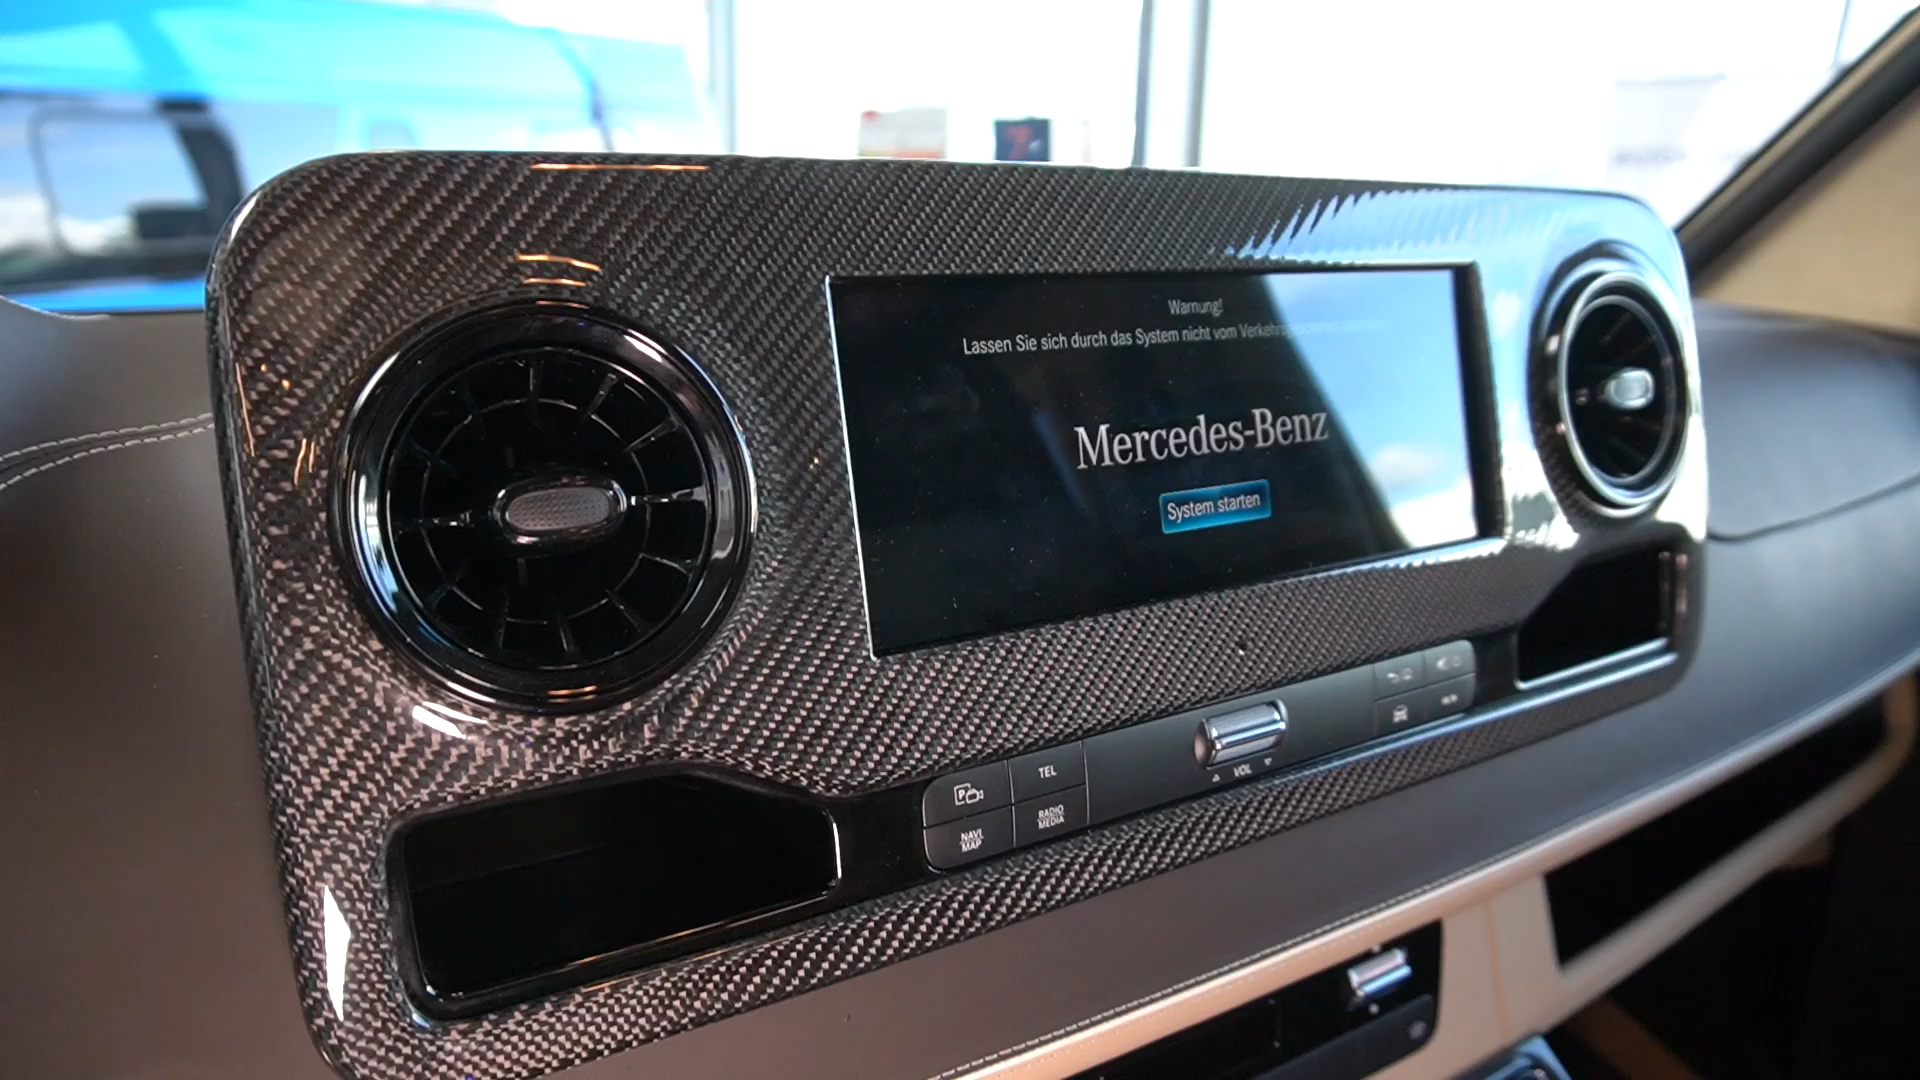 Warnung!
Lassen Sie sich durch das System nicht vom
Mercedes-Benz
System starten
TEL
VOL
P
RADIO
MEDIA
NAVI
MAP